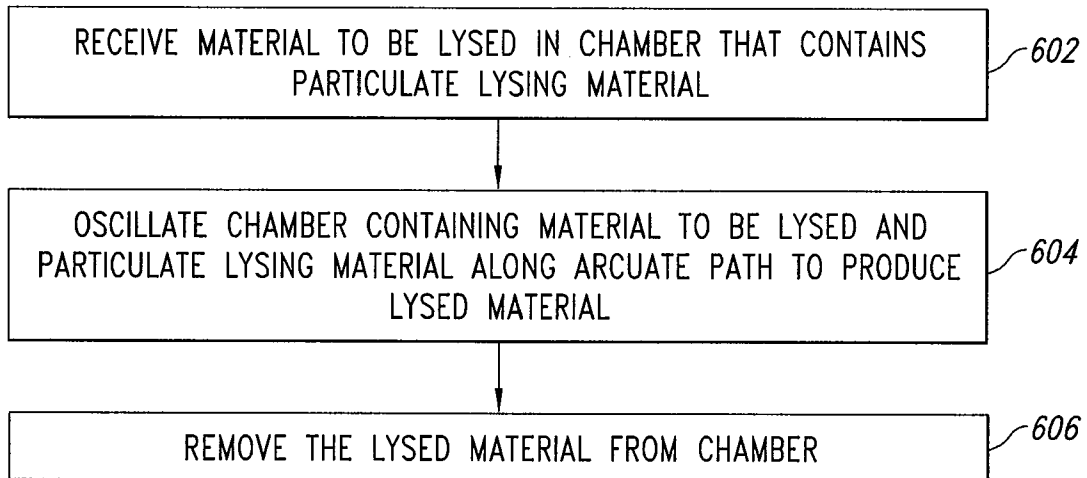 RECEIVE MATERIAL TO BE LYSED IN CHAMBER THAT CONTAINS
PARTICULATE LYSING MATERIAL
602
OSCILLATE CHAMBER CONTAINING MATERIAL TO BE LYSED AND
PARTICULATE LYSING MATERIAL ALONG ARCUATE PATH TO PRODUCE
LYSED MATERIAL
604
REMOVE THE LYSED MATERIAL FROM CHAMBER
606